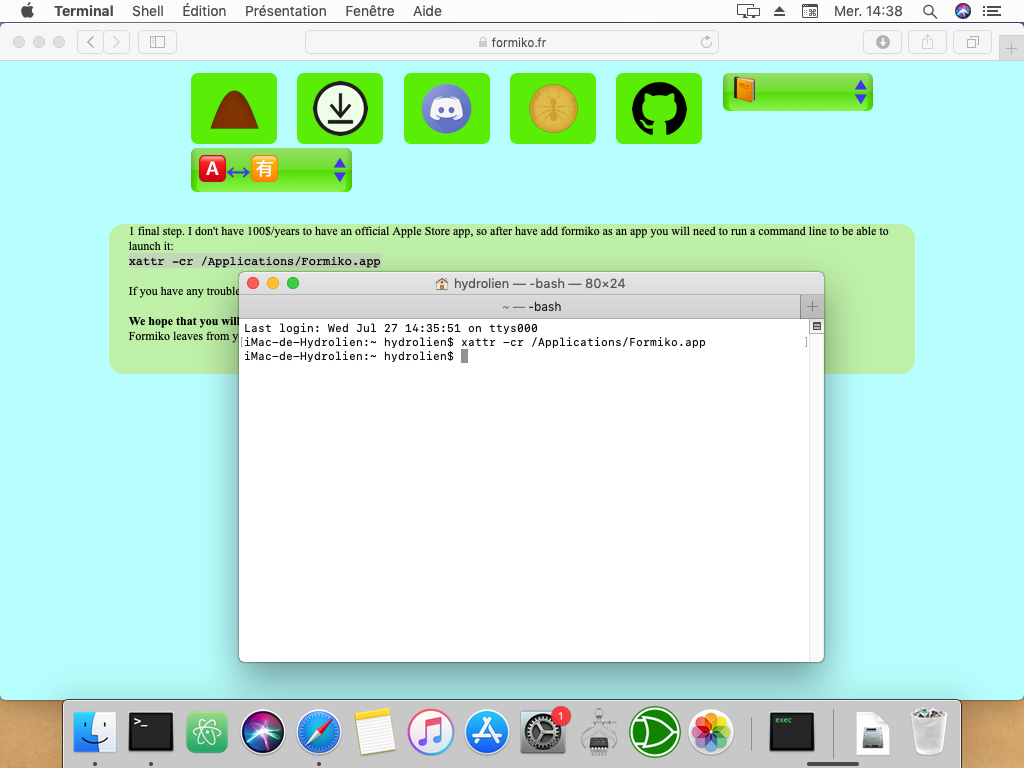 Terminal Shell Édition Présentation Fenêtre Aide Mer. 14:38
formiko.fr
A 有
1 final step. I don't have 100$/years to have an official Apple Store app, so after have add formiko as an app you will need to run a command line to be able to
launch it:
xattr -cr /Applications/Formiko.app
If you have any trouble
We hope that you will
Formiko leaves from y
hydrolien — -bash — 80×24
~ — -bash
Last login: Wed Jul 27 14:35:51 on ttys000
[iMac-de-Hydrolien:~ hydrolien$ xattr -cr /Applications/Formiko.app ]
iMac-de-Hydrolien:~ hydrolien$
>_
1
exec